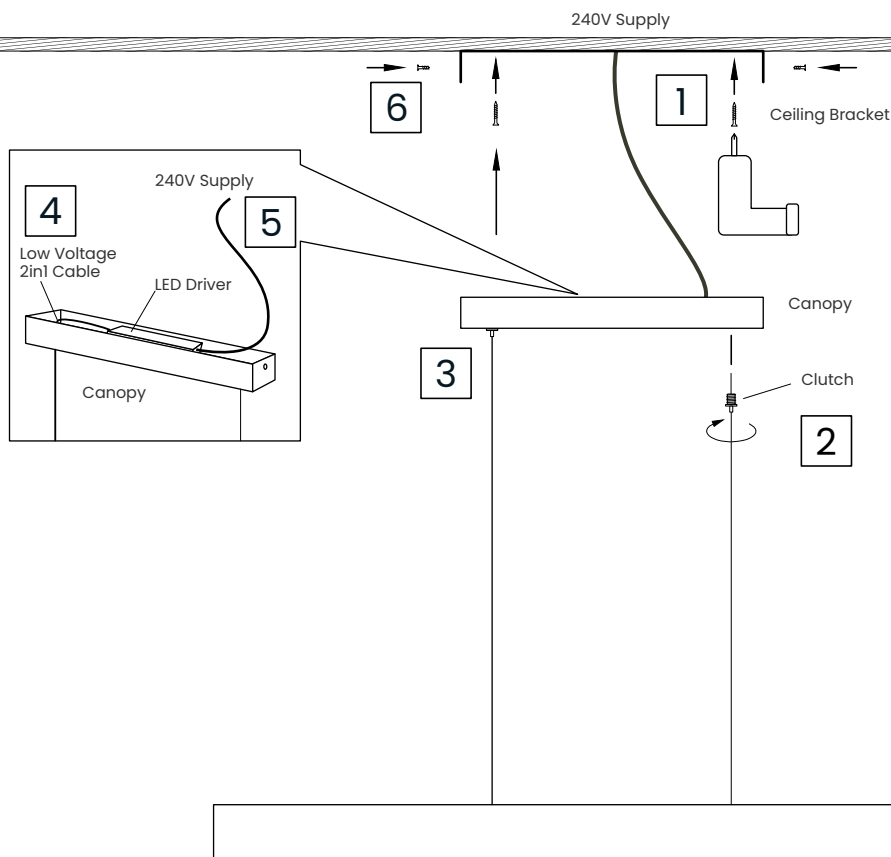 240V Supply
6
1
Ceiling Bracket
240V Supply
4
5
Low Voltage
2in1 Cable
LED Driver
Canopy
Canopy
3
Clutch
2